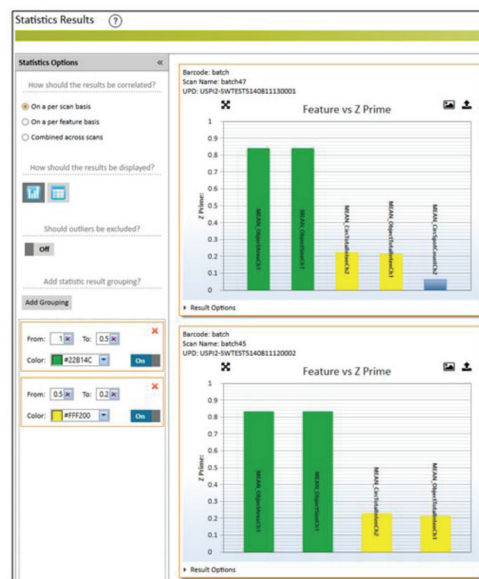 Statistics Results ?
Statistics Options «
How should the results be correlated?
On a per scan basis
On a per feature basis
Combined across scans
How should the results be displayed?
Should outliers be excluded?
Off
Add statistic result grouping?
Add Grouping
From: 1 To: 0.5
Color: #22B14C On
From: 0.5 To: 0.2
Color: #FFF200 On
Barcode: batch
Scan Name: batch47
UPD: USPI2-SWTEST5140811130001
Feature vs Z Prime
Z Prime:
1
0.9
0.8
0.7
0.6
0.5
0.4
0.3
0.2
0.1
0
MEAN_CircTotalIntenCh2
MEAN_ObjectTotalIntenCh1
MEAN_CircSpotCountCh2
Result Options
Barcode: batch
Scan Name: batch45
UPD: USPI2-SWTEST5140811120002
Feature vs Z Prime
Z Prime:
1
0.9
0.8
0.7
0.6
0.5
0.4
0.3
0.2
0.1
0
MEAN_CircTotalIntenCh2
MEAN_ObjectTotalIntenCh1
Result Options